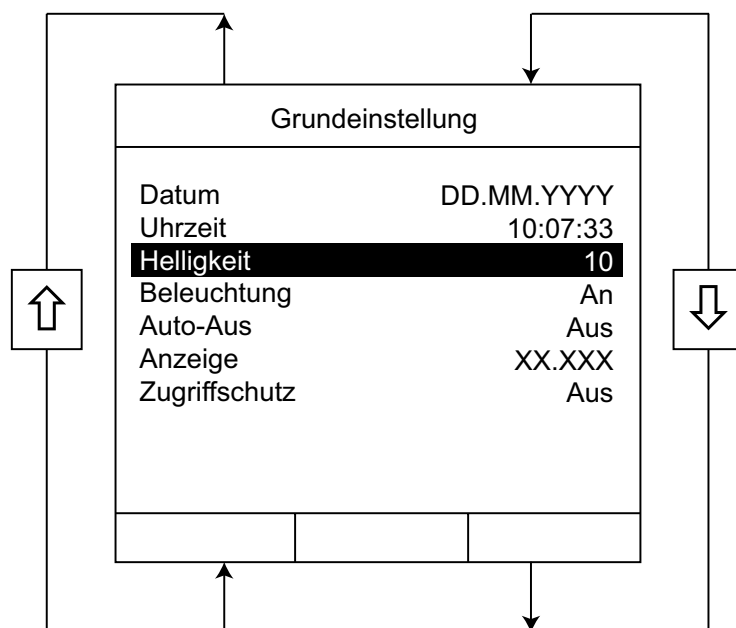 Grundeinstellung
Datum DD.MM.YYYY
Uhrzeit 10:07:33
Helligkeit 10
Beleuchtung An
Auto-Aus Aus
Anzeige XX.XXX
Zugriffschutz Aus